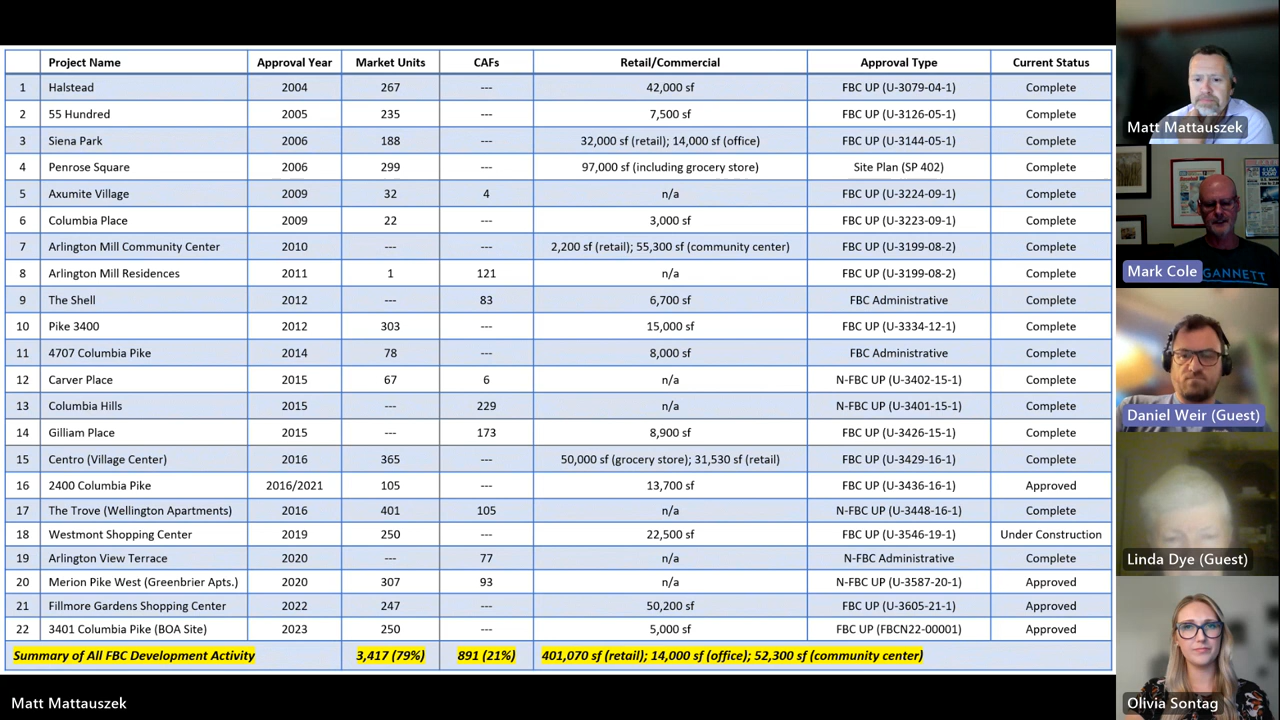 Project Name Approval Year Market Units CAFs Retail/Commercial Approval Type Current Status
1 Halstead 2004 267 --- 42,000 sf FBC UP (U-3079-04-1) Complete
2 55 Hundred 2005 235 --- 7,500 sf FBC UP (U-3126-05-1) Complete
3 Siena Park 2006 188 --- 32,000 sf (retail); 14,000 sf (office) FBC UP (U-3144-05-1) Complete
4 Penrose Square 2006 299 --- 97,000 sf (including grocery store) Site Plan (SP 402) Complete
5 Axumite Village 2009 32 4 n/a FBC UP (U-3224-09-1) Complete
6 Columbia Place 2009 22 --- 3,000 sf FBC UP (U-3223-09-1) Complete
7 Arlington Mill Community Center 2010 --- --- 2,200 sf (retail); 55,300 sf (community center) FBC UP (U-3199-08-2) Complete
8 Arlington Mill Residences 2011 1 121 n/a FBC UP (U-3199-08-2) Complete
9 The Shell 2012 --- 83 6,700 sf FBC Administrative Complete
10 Pike 3400 2012 303 --- 15,000 sf FBC UP (U-3334-12-1) Complete
11 4707 Columbia Pike 2014 78 --- 8,000 sf FBC Administrative Complete
12 Carver Place 2015 67 6 n/a N-FBC UP (U-3402-15-1) Complete
13 Columbia Hills 2015 --- 229 n/a N-FBC UP (U-3401-15-1) Complete
14 Gilliam Place 2015 --- 173 8,900 sf FBC UP (U-3426-15-1) Complete
15 Centro (Village Center) 2016 365 --- 50,000 sf (grocery store); 31,530 sf (retail) FBC UP (U-3429-16-1) Complete
16 2400 Columbia Pike 2016/2021 105 --- 13,700 sf FBC UP (U-3436-16-1) Approved
17 The Trove (Wellington Apartments) 2016 401 105 n/a N-FBC UP (U-3448-16-1) Complete
18 Westmont Shopping Center 2019 250 --- 22,500 sf FBC UP (U-3546-19-1) Under Construction
19 Arlington View Terrace 2020 --- 77 n/a N-FBC Administrative Complete
20 Merion Pike West (Greenbrier Apts.) 2020 307 93 n/a N-FBC UP (U-3587-20-1) Approved
21 Fillmore Gardens Shopping Center 2022 247 --- 50,200 sf FBC UP (U-3605-21-1) Approved
22 3401 Columbia Pike (BOA Site) 2023 250 --- 5,000 sf FBC UP (FBCN22-00001) Approved
Summary of All FBC Development Activity 3,417 (79%) 891 (21%) 401,070 sf (retail); 14,000 sf (office); 52,300 sf (community center)
Matt Mattauszek
Matt Mattauszek
GANNETT
Mark Cole
Daniel Weir (Guest)
Linda Dye (Guest)
Olivia Sontag